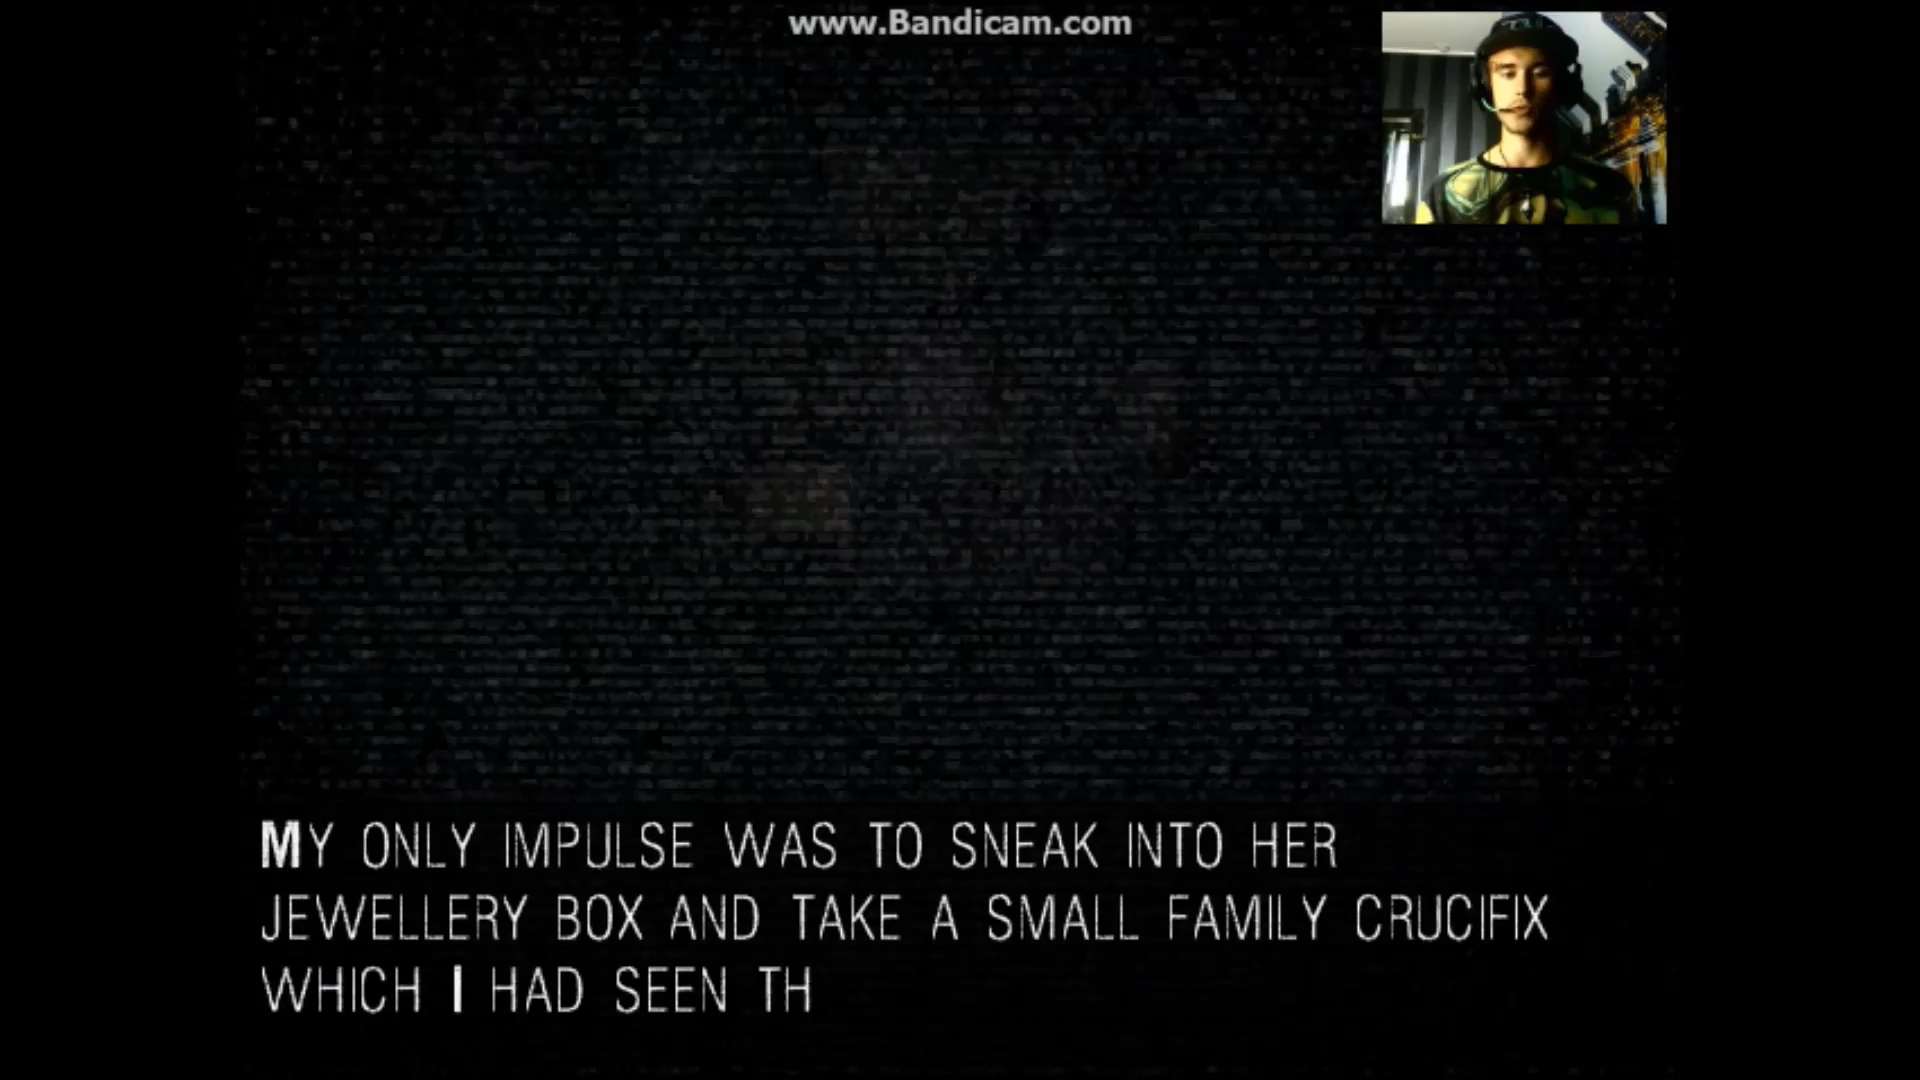 www.Bandicam.com
MY ONLY IMPULSE WAS TO SNEAK INTO HER
JEWELLERY BOX AND TAKE A SMALL FAMILY CRUCIFIX
WHICH I HAD SEEN TH